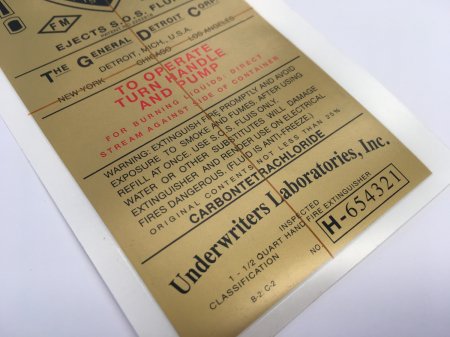 FM
EJECTS S.D.S. FLUID
THE GENERAL DETROIT CORP.
DETROIT, MICH., U.S.A.
NEW YORK CHICAGO LOS ANGELES
TO OPERATE
TURN HANDLE
AND PUMP
FOR BURNING LIQUIDS, DIRECT
STREAM AGAINST SIDE OF CONTAINER
WARNING: EXTINGUISH FIRE PROMPTLY AND AVOID
EXPOSURE TO SMOKE AND FUMES AFTER USING
REFILL AT ONCE, USE S.D.S. FLUIS ONLY.
WATER OR OTHER SUBSTITUTES WILL DAMAGE
EXTINGUISHER AND RENDER USE ON ELECTRICAL
FIRES DANGEROUS. (FLUID IS ANTI-FREEZE)
ORIGINAL CONTENTS NOT LESS THAN 25%
CARBONTETRACHLORIDE
Underwriters Laboratories, Inc.
INSPECTED
1 - 1/2 QUART HAND FIRE EXTINGUISHER
CLASSIFICATION B-2, C-2 NO. H-654321